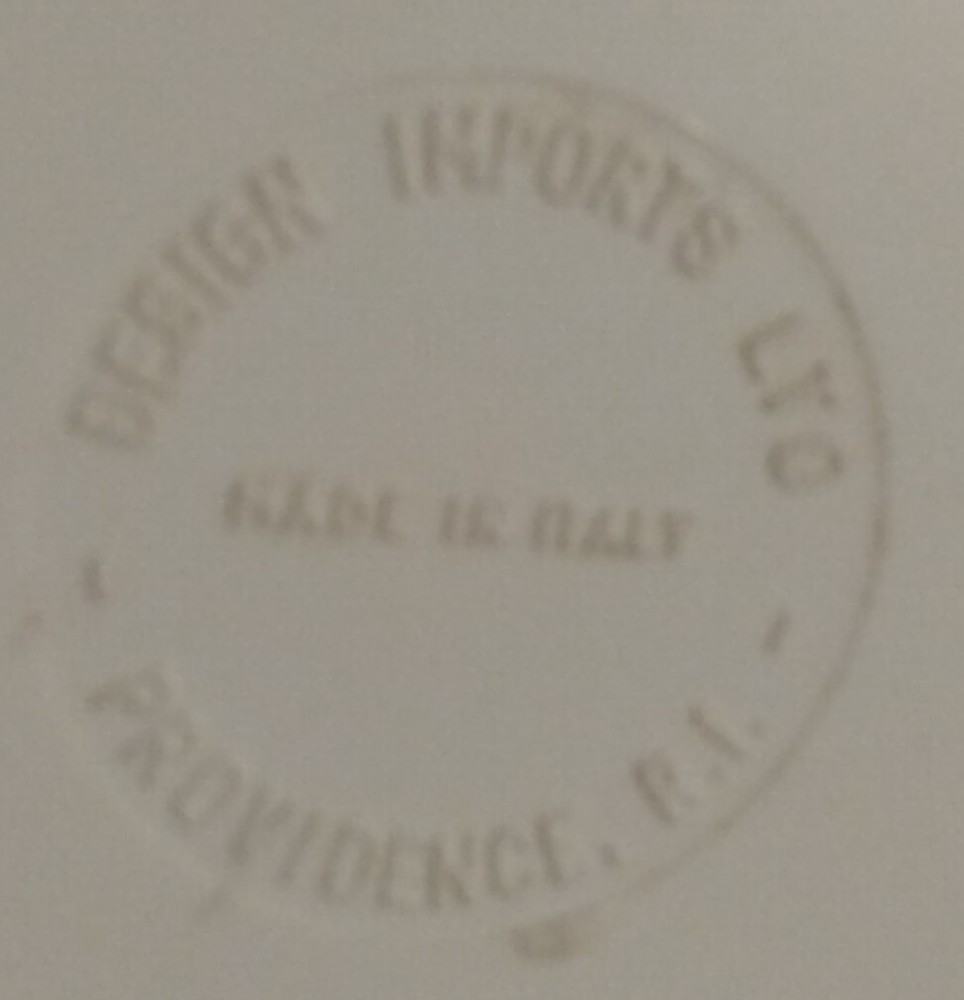 DESIGN IMPORTS LTD
MADE IN ITALY
- PROVIDENCE, R.I. -